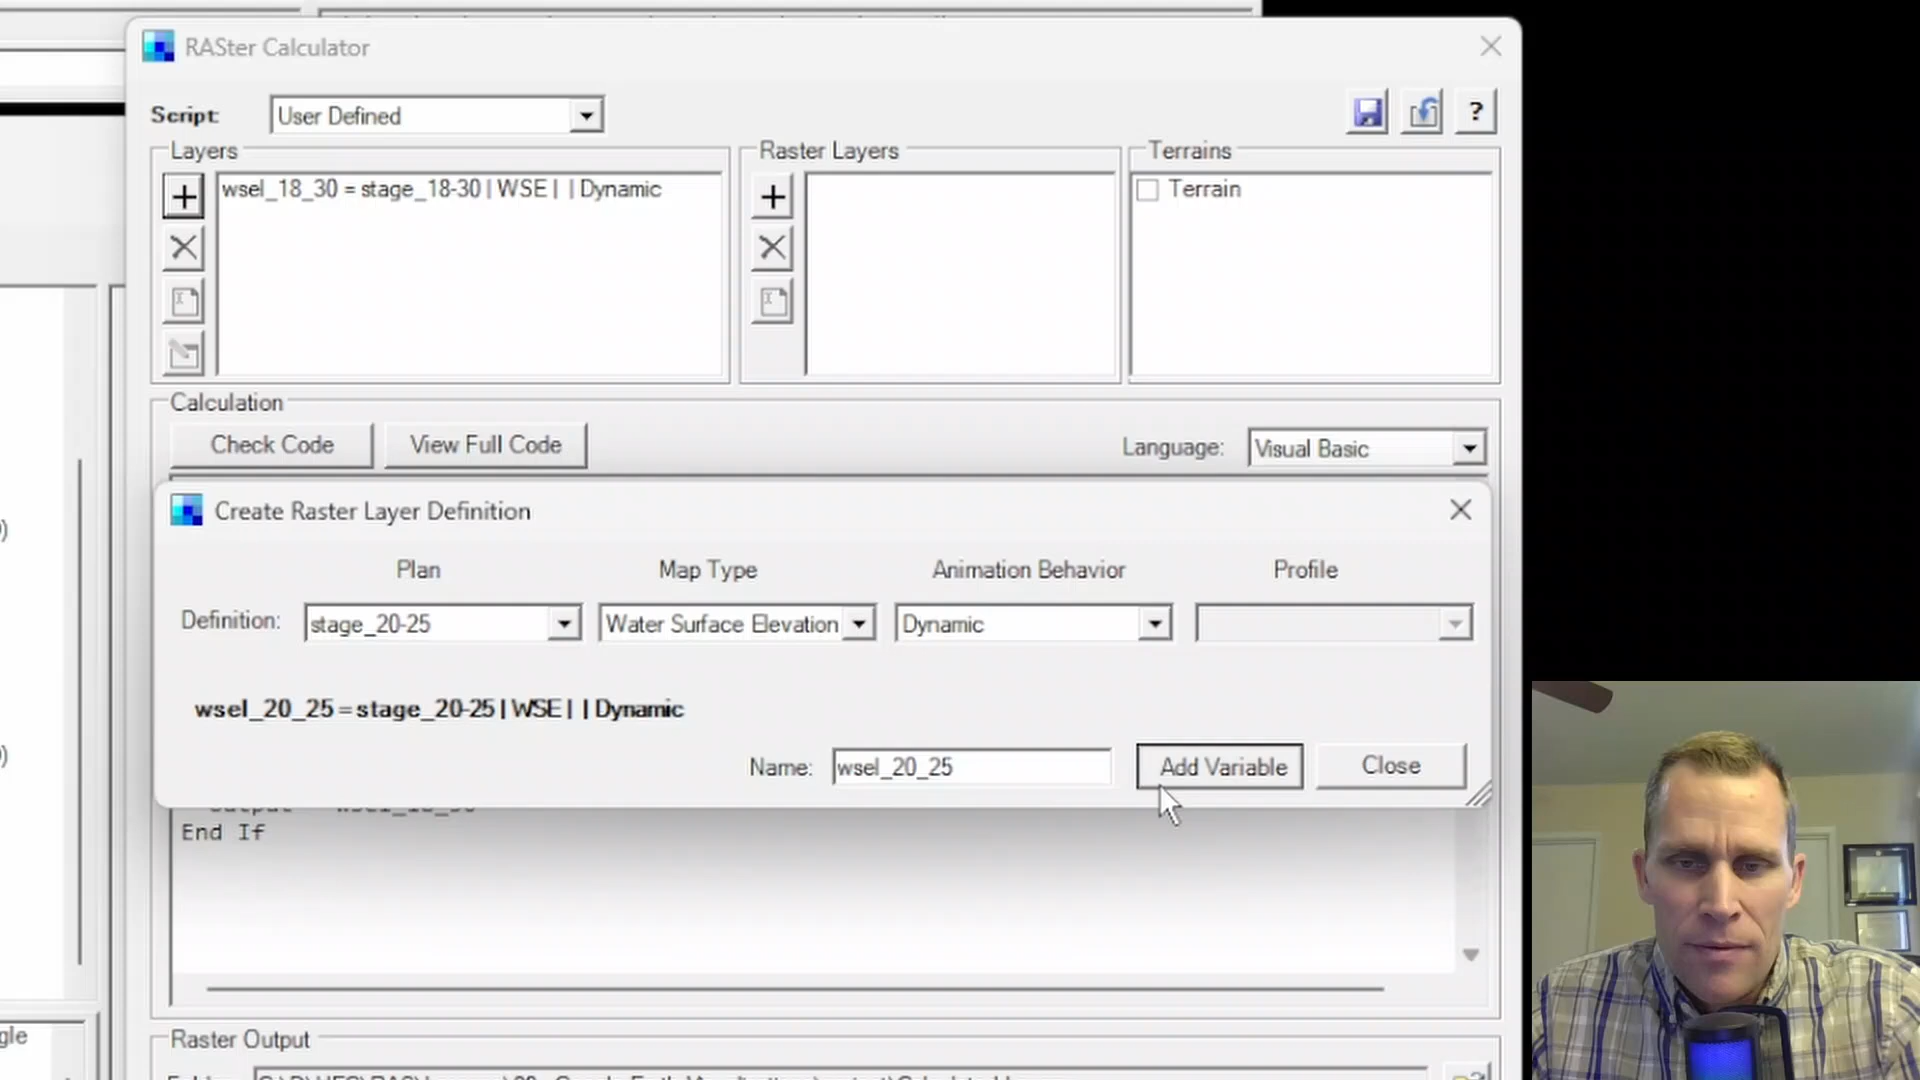 RASter Calculator
Script: User Defined ?
Layers Raster Layers Terrains
wsel_18_30 = stage_18-30 | WSE | | Dynamic Terrain
Calculation
Check Code View Full Code Language: Visual Basic
Create Raster Layer Definition
Plan Map Type Animation Behavior Profile
Definition: stage_20-25 Water Surface Elevation Dynamic
wsel_20_25 = stage_20-25 | WSE | | Dynamic
Name: wsel_20_25 Add Variable Close
End If
gle
Raster Output